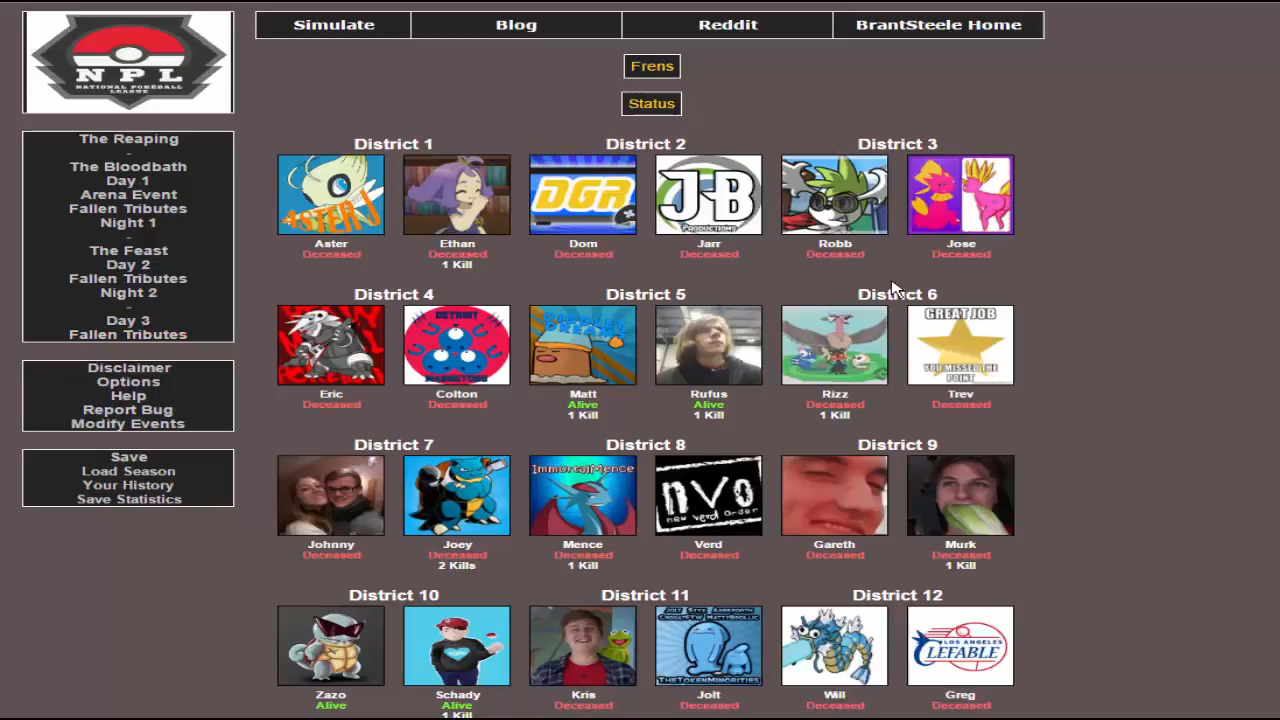 Simulate
Blog
Reddit
BrantSteele Home
NPL
NATIONAL POKÉBALL
LEAGUE
Frens
Status
The Reaping
-
The Bloodbath
Day 1
Arena Event
Fallen Tributes
Night 1
-
The Feast
Day 2
Fallen Tributes
Night 2
-
Day 3
Fallen Tributes
Disclaimer
Options
Help
Report Bug
Modify Events
Save
Load Season
Your History
Save Statistics
District 1
District 2
District 3
ASTER J
DGR
J-B
PRODUCTIONS
Aster
Ethan
Dom
Jarr
Robb
Jose
Deceased
Deceased
Deceased
Deceased
Deceased
Deceased
1 Kill
District 4
District 5
District 6
DETROIT
GREAT JOB
YOU MISSED THE
POINT
Eric
Colton
Matt
Rufus
Rizz
Trev
Deceased
Deceased
Alive
Alive
Deceased
Deceased
1 Kill
1 Kill
1 Kill
District 7
District 8
District 9
ImmortalMence
nVo
new verd order
Johnny
Joey
Mence
Verd
Gareth
Murk
Deceased
Deceased
Deceased
Deceased
Deceased
Deceased
2 Kills
1 Kill
1 Kill
District 10
District 11
District 12
TheTokenMinorities
LOS ANGELES
LEFABLE
Zazo
Schady
Kris
Jolt
Will
Greg
Alive
Alive
Deceased
Deceased
Deceased
Deceased
1 Kill